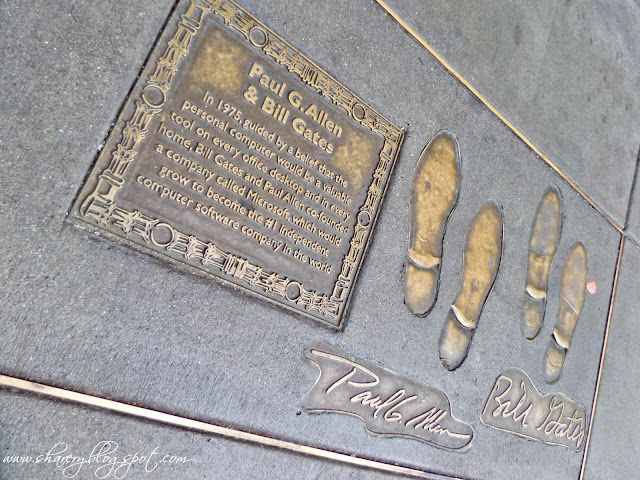 Paul G. Allen
& Bill Gates
In 1975, guided by a belief that the
personal computer would be a valuable
tool on every office desktop and in every
home, Bill Gates and Paul Allen co-founded
a company called Microsoft, which would
grow to become the #1 independent
computer software company in the world
Paul G. Allen
Bill Gates
www.shareryblogspot.com